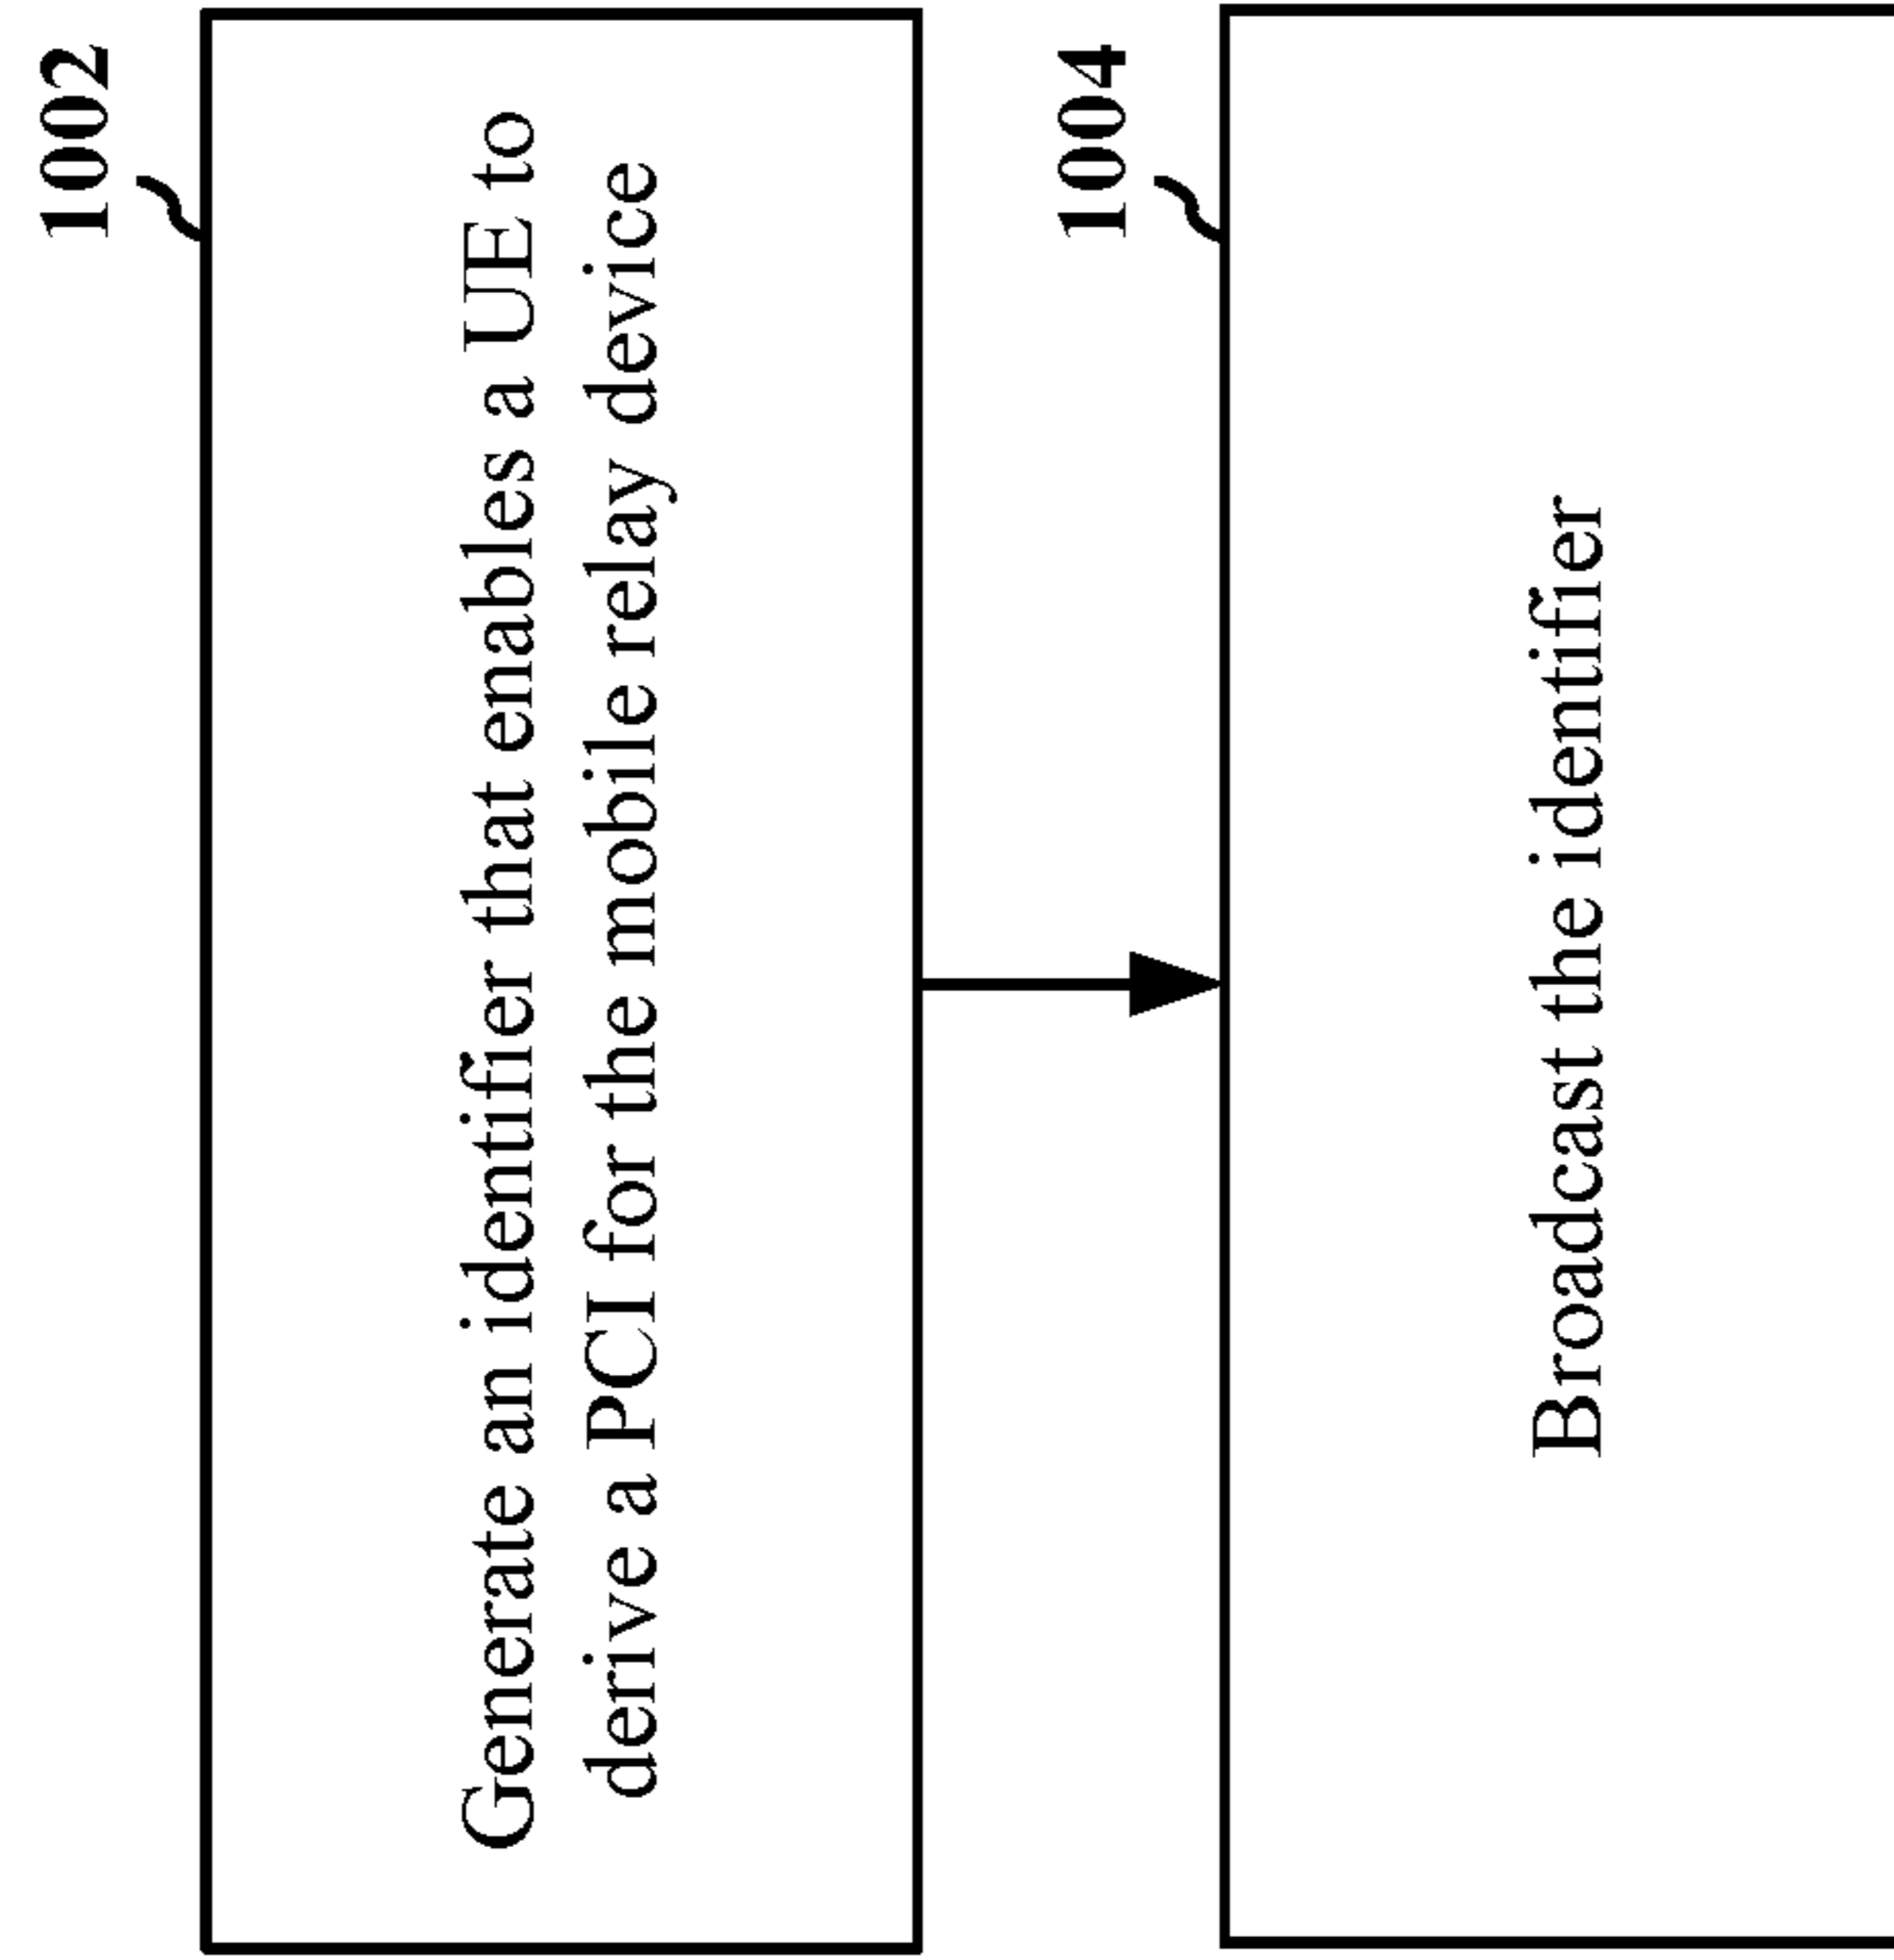 1002
Generate an identifier that enables a UE to
derive a PCI for the mobile relay device
1004
Broadcast the identifier